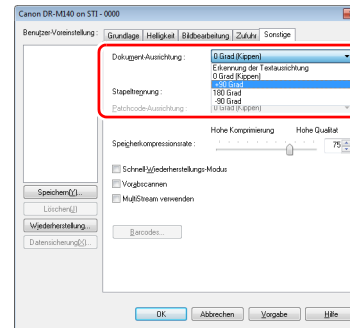 Canon DR-M140 on STI - 0000
Benutzer-Voreinstellung :
Grundlage Helligkeit Bildbearbeitung Zufuhr Sonstige
Dokument-Ausrichtung : 0 Grad (Kippen)
Erkennung der Textausrichtung
0 Grad (Kippen)
+90 Grad
Stapeltrennung : 180 Grad
-90 Grad
Patchcode-Ausrichtung : 0 Grad (Kippen)
Hohe Komprimierung Hohe Qualität
Speicherkompressionsrate : 75
Schnell-Wiederherstellungs-Modus
Vorabscannen
MultiStream verwenden
Speichern(Y)...
Löschen(J)
Wiederherstellung...
Datensicherung(X)...
Barcodes...
OK Abbrechen Vorgabe Hilfe